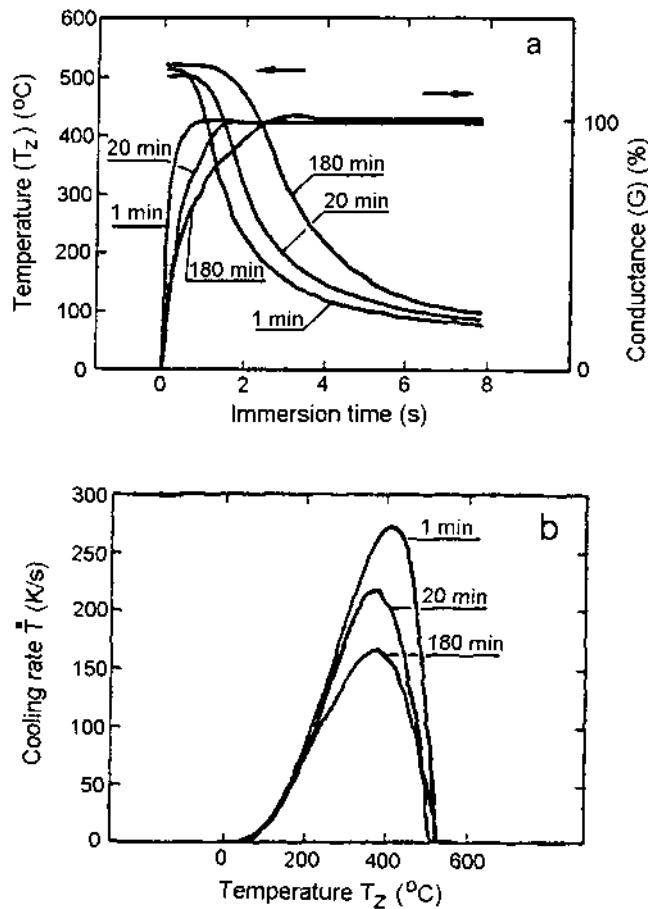 a
600
500
400
300
200
100
0
Temperature (T_z) (°C)
20 min
1 min
180 min
180 min
20 min
1 min
100
0
Conductance (G) (%)
0 2 4 6 8
Immersion time (s)
b
300
250
200
150
100
50
0
Cooling rate Ṫ (K/s)
1 min
20 min
180 min
0 200 400 600
Temperature T_z (°C)